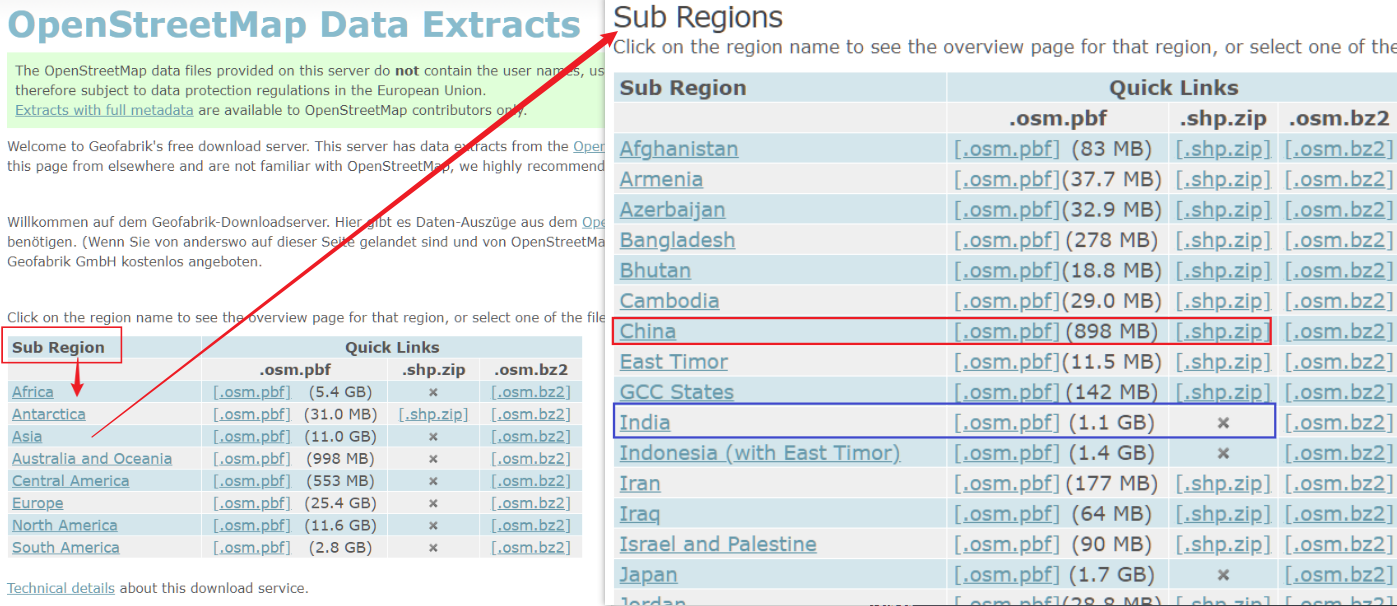 OpenStreetMap Data Extracts
The OpenStreetMap data files provided on this server do not contain the user names, us
therefore subject to data protection regulations in the European Union.
Extracts with full metadata are available to OpenStreetMap contributors only.
Welcome to Geofabrik's free download server. This server has data extracts from the Open
this page from elsewhere and are not familiar with OpenStreetMap, we highly recommend
Willkommen auf dem Geofabrik-Downloadserver. Hier gibt es Daten-Auszüge aus dem Ope
benötigen. (Wenn Sie von anderswo auf dieser Seite gelandet sind und von OpenStreetMa
Geofabrik GmbH kostenlos angeboten.
Click on the region name to see the overview page for that region, or select one of the file
Sub Region Quick Links
.osm.pbf .shp.zip .osm.bz2
Africa [.osm.pbf] (5.4 GB) × [.osm.bz2]
Antarctica [.osm.pbf] (31.0 MB) [.shp.zip] [.osm.bz2]
Asia [.osm.pbf] (11.0 GB) × [.osm.bz2]
Australia and Oceania [.osm.pbf] (998 MB) × [.osm.bz2]
Central America [.osm.pbf] (553 MB) × [.osm.bz2]
Europe [.osm.pbf] (25.4 GB) × [.osm.bz2]
North America [.osm.pbf] (11.6 GB) × [.osm.bz2]
South America [.osm.pbf] (2.8 GB) × [.osm.bz2]
Technical details about this download service.
Sub Regions
Click on the region name to see the overview page for that region, or select one of the
Sub Region Quick Links
.osm.pbf .shp.zip .osm.bz2
Afghanistan [.osm.pbf] (83 MB) [.shp.zip] [.osm.bz2]
Armenia [.osm.pbf] (37.7 MB) [.shp.zip] [.osm.bz2]
Azerbaijan [.osm.pbf] (32.9 MB) [.shp.zip] [.osm.bz2]
Bangladesh [.osm.pbf] (278 MB) [.shp.zip] [.osm.bz2]
Bhutan [.osm.pbf] (18.8 MB) [.shp.zip] [.osm.bz2]
Cambodia [.osm.pbf] (29.0 MB) [.shp.zip] [.osm.bz2]
China [.osm.pbf] (898 MB) [.shp.zip] [.osm.bz2]
East Timor [.osm.pbf] (11.5 MB) [.shp.zip] [.osm.bz2]
GCC States [.osm.pbf] (142 MB) [.shp.zip] [.osm.bz2]
India [.osm.pbf] (1.1 GB) × [.osm.bz2]
Indonesia (with East Timor) [.osm.pbf] (1.4 GB) × [.osm.bz2]
Iran [.osm.pbf] (177 MB) [.shp.zip] [.osm.bz2]
Iraq [.osm.pbf] (64 MB) [.shp.zip] [.osm.bz2]
Israel and Palestine [.osm.pbf] (90 MB) [.shp.zip] [.osm.bz2]
Japan [.osm.pbf] (1.7 GB) × [.osm.bz2]
Jordan [.osm.pbf] (28.8 MB) [.shp.zip] [.osm.bz2]